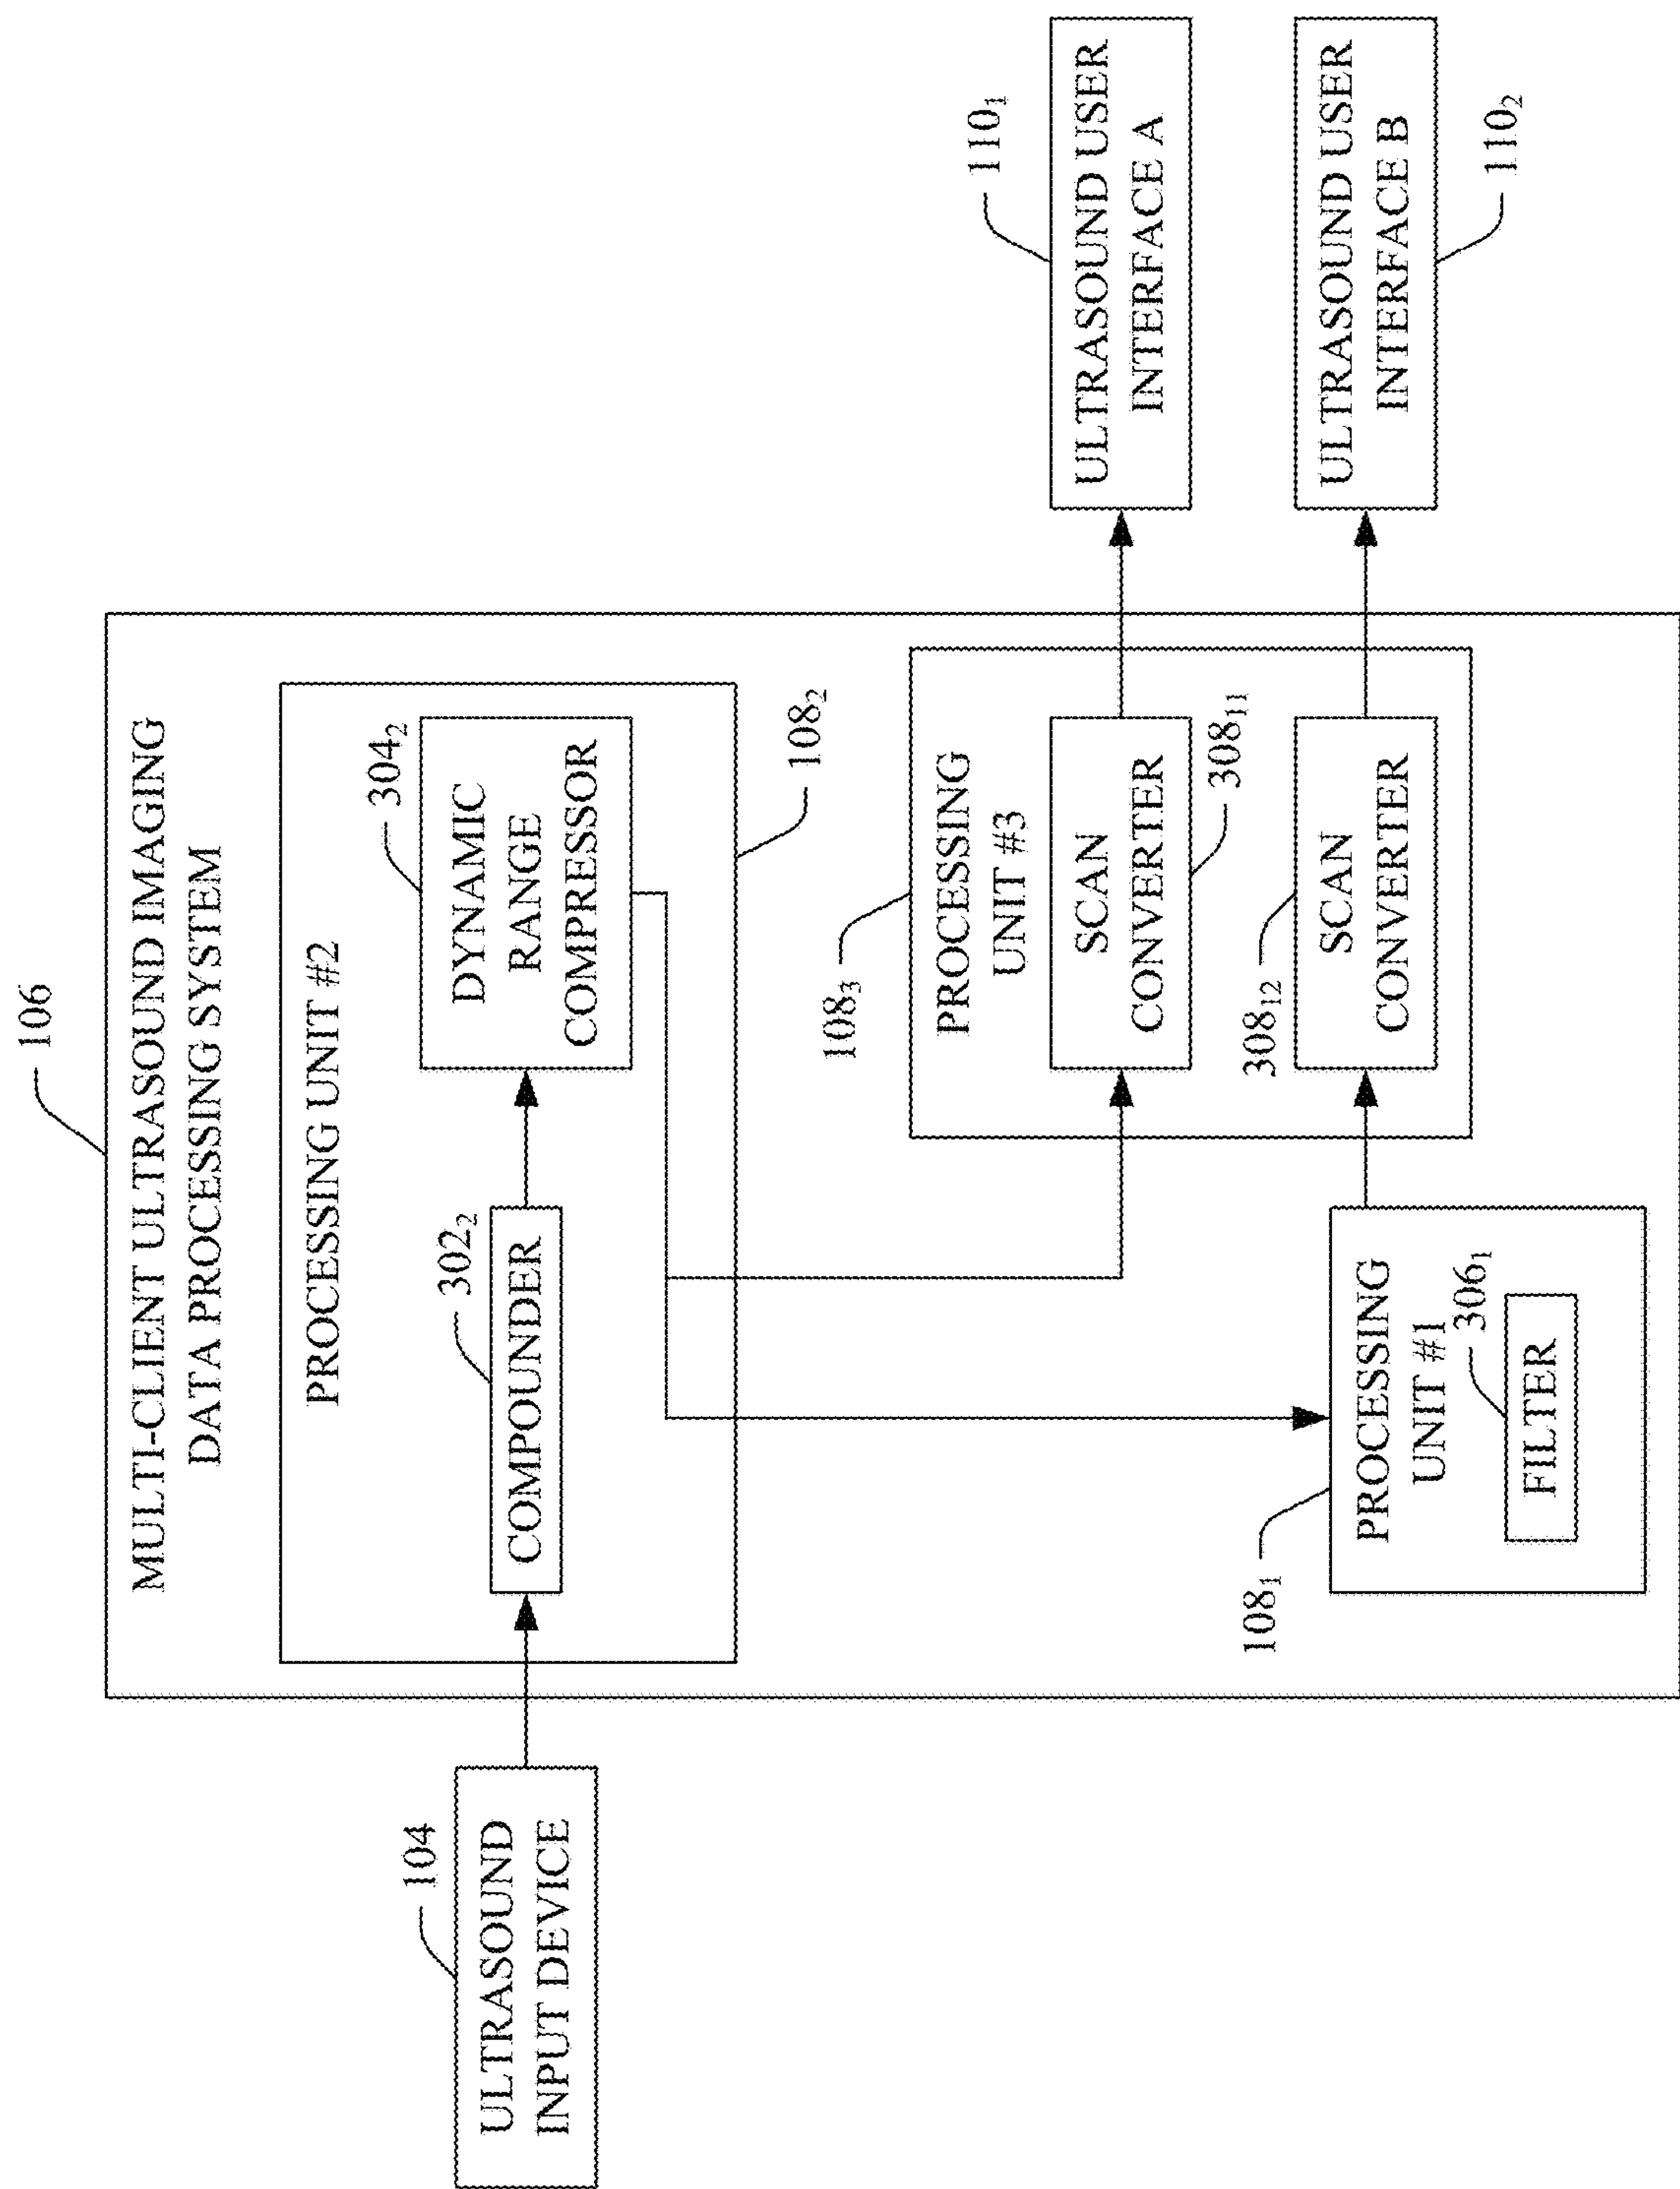 106
MULTI-CLIENT ULTRASOUND IMAGING
DATA PROCESSING SYSTEM
104
ULTRASOUND
INPUT DEVICE
PROCESSING UNIT #2
302₂
COMPOUNDER
304₂
DYNAMIC
RANGE
COMPRESSOR
108₂
108₃
PROCESSING
UNIT #3
SCAN
CONVERTER
308₁₁
308₁₂
SCAN
CONVERTER
108₁
PROCESSING
UNIT #1
306₁
FILTER
110₁
ULTRASOUND USER
INTERFACE A
ULTRASOUND USER
INTERFACE B
110₂